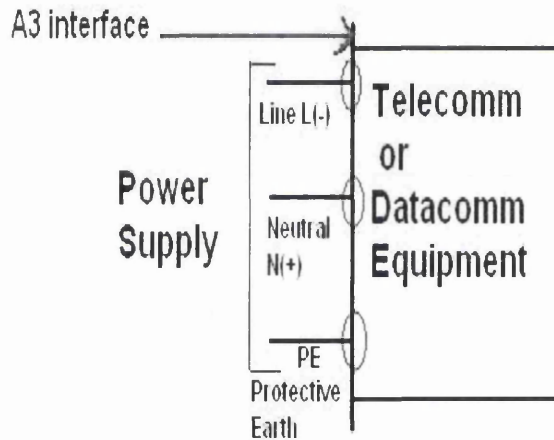 A3 interface
Line L(-)
Neutral
N(+)
PE
Protective
Earth
Power
Supply
Telecomm
or
Datacomm
Equipment